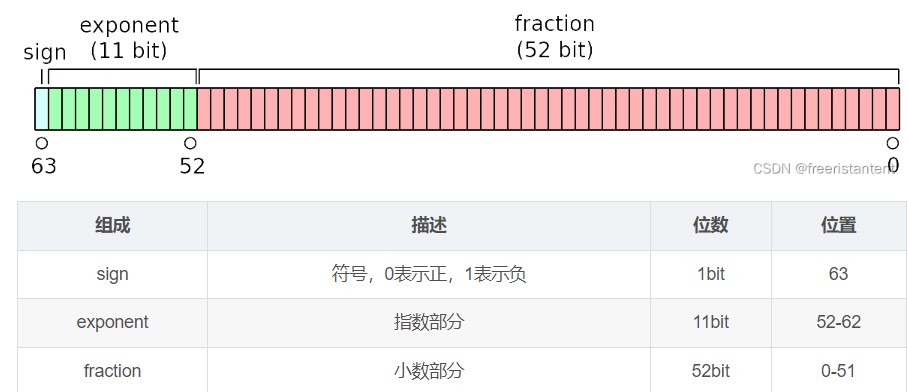 exponent
fraction
sign
(11 bit)
(52 bit)
63
52
0
CSDN @freeristantent
组成 描述 位数 位置
sign 符号，0表示正，1表示负 1bit 63
exponent 指数部分 11bit 52-62
fraction 小数部分 52bit 0-51